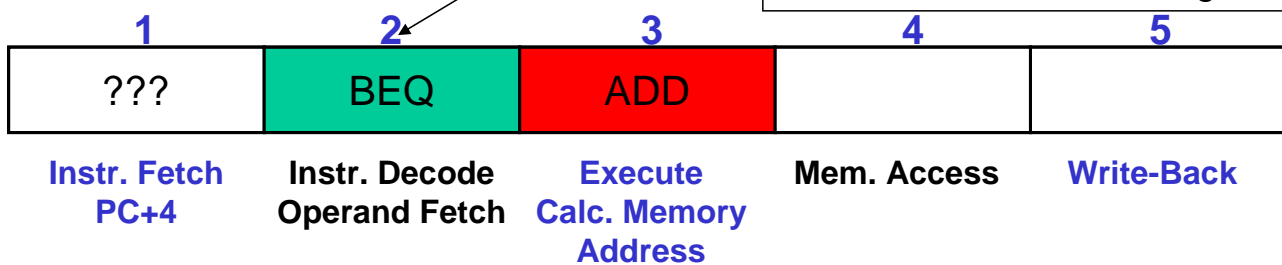 1 2 3 4 5
??? BEQ ADD
Instr. Fetch Instr. Decode Execute Mem. Access Write-Back
PC+4 Operand Fetch Calc. Memory
Address